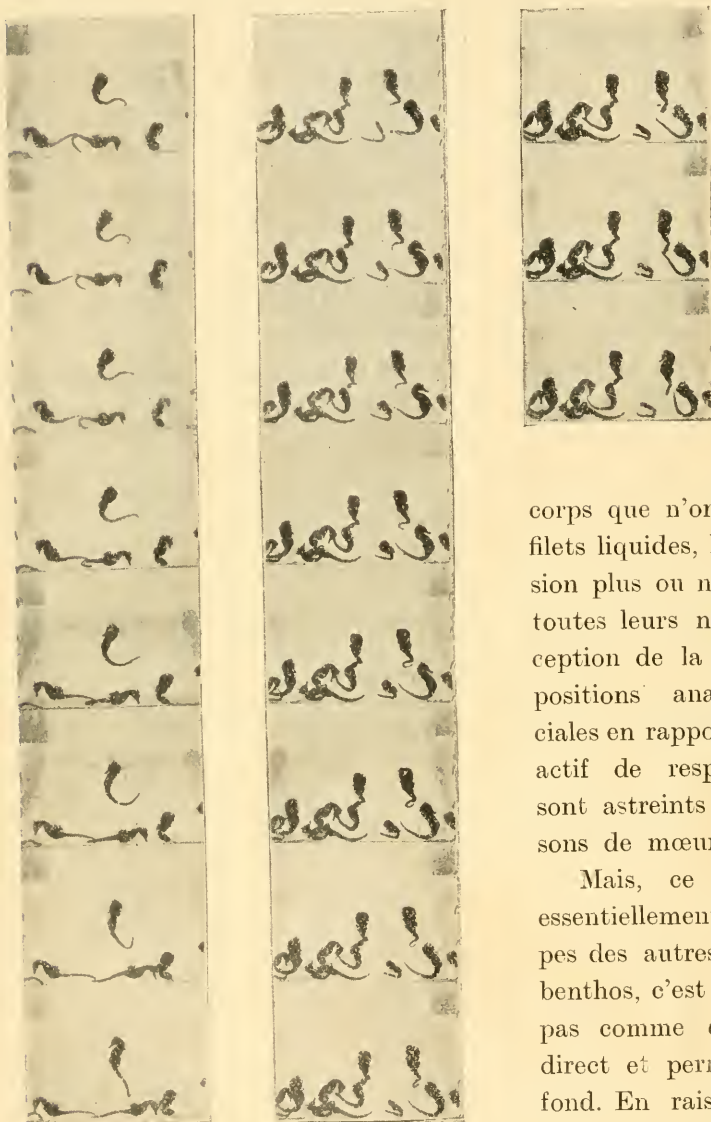 corps que n'or
filets liquides,
sion plus ou n
toutes leurs n
ception de la
positions ana
ciales en rappo
actif de resp
sont astreints
sons de mœur
Mais, ce
essentiellemen
pes des autres
benthos, c'est
pas comme
direct et perr
fond. En rais